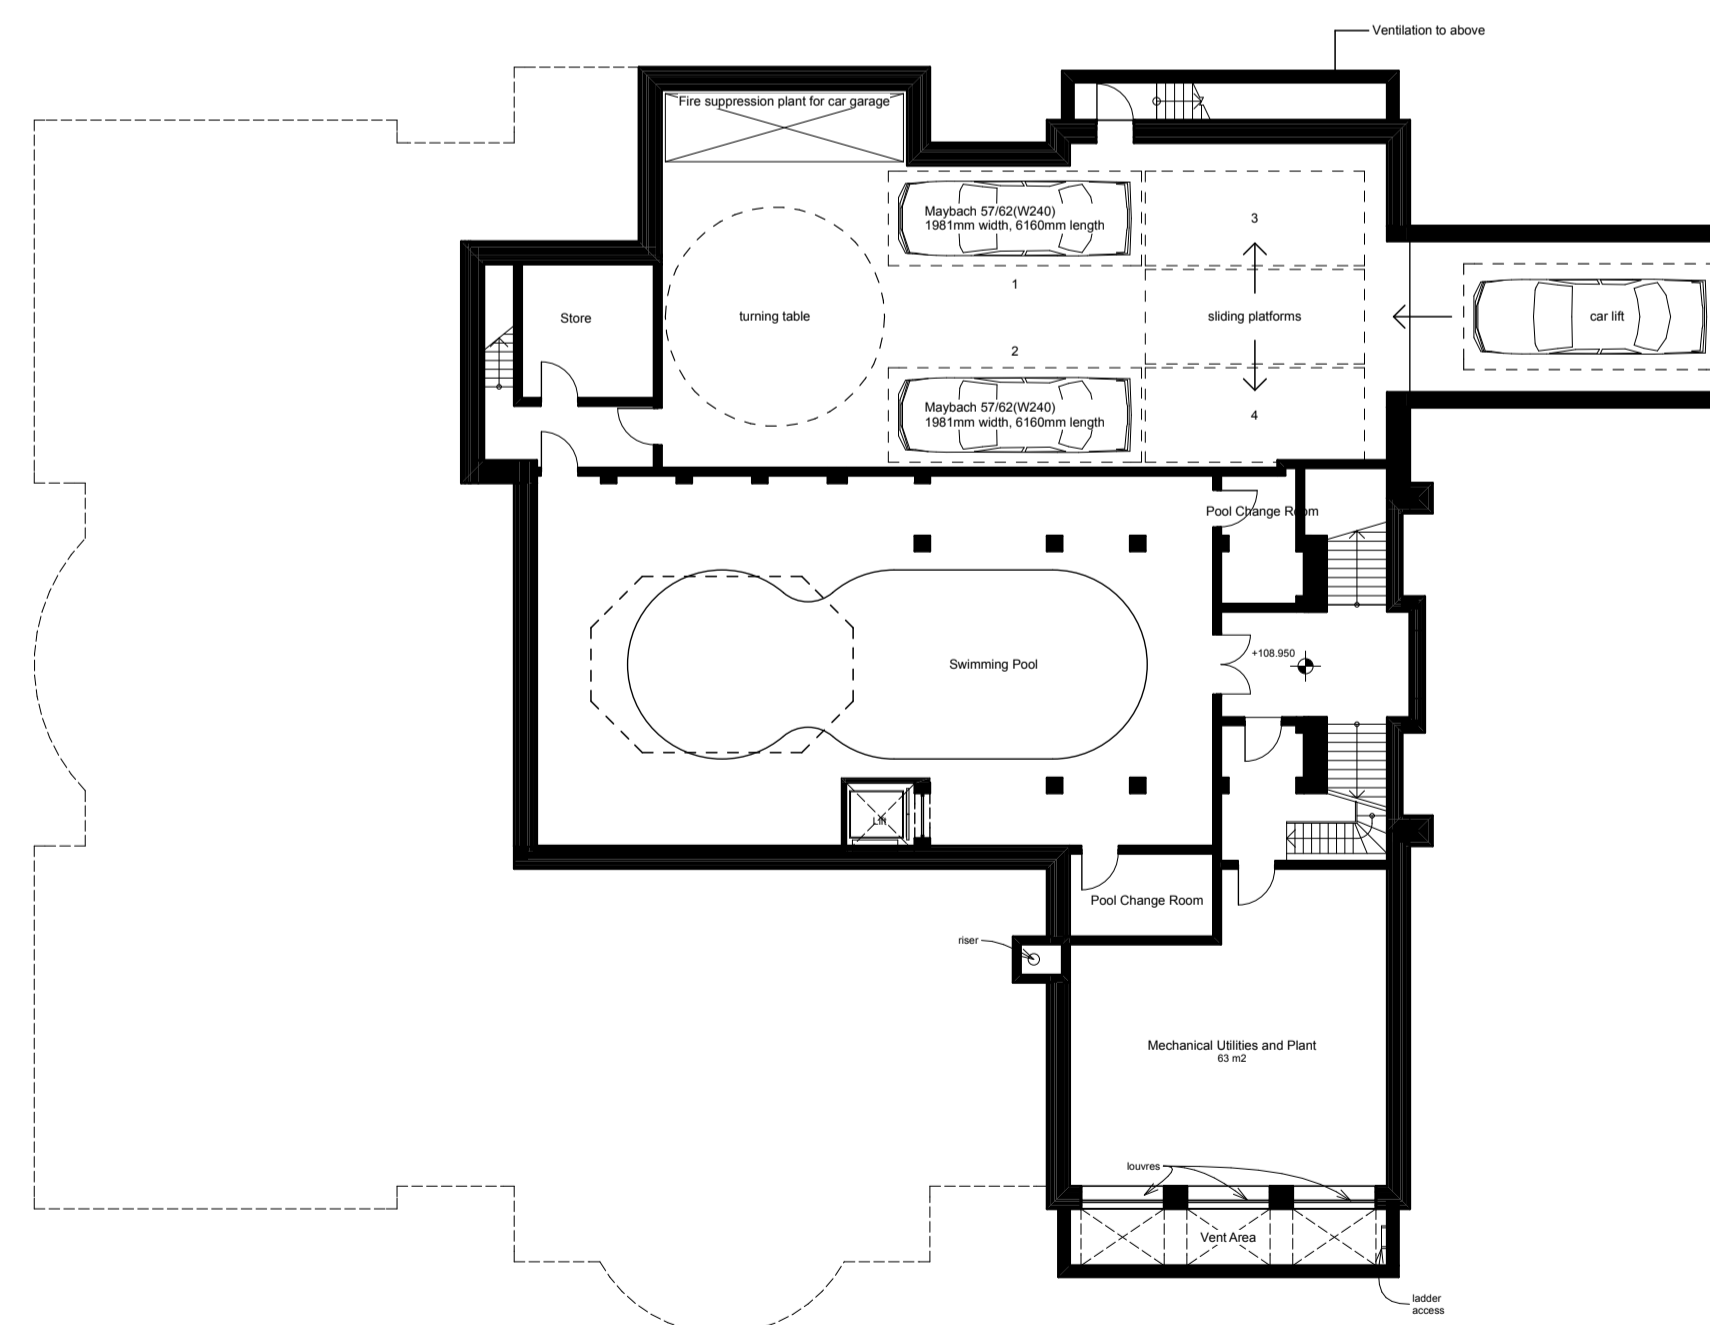 Ventilation to above
Fire suppression plant for car garage
Maybach 57/62(W240)
1981mm width, 6160mm length
3
1
Store
turning table
sliding platforms
car lift
2
Maybach 57/62(W240)
1981mm width, 6160mm length
4
Pool Change Room
+108.950
Swimming Pool
Lift
Pool Change Room
riser
Mechanical Utilities and Plant
63 m2
louvres
Vent Area
ladder
access